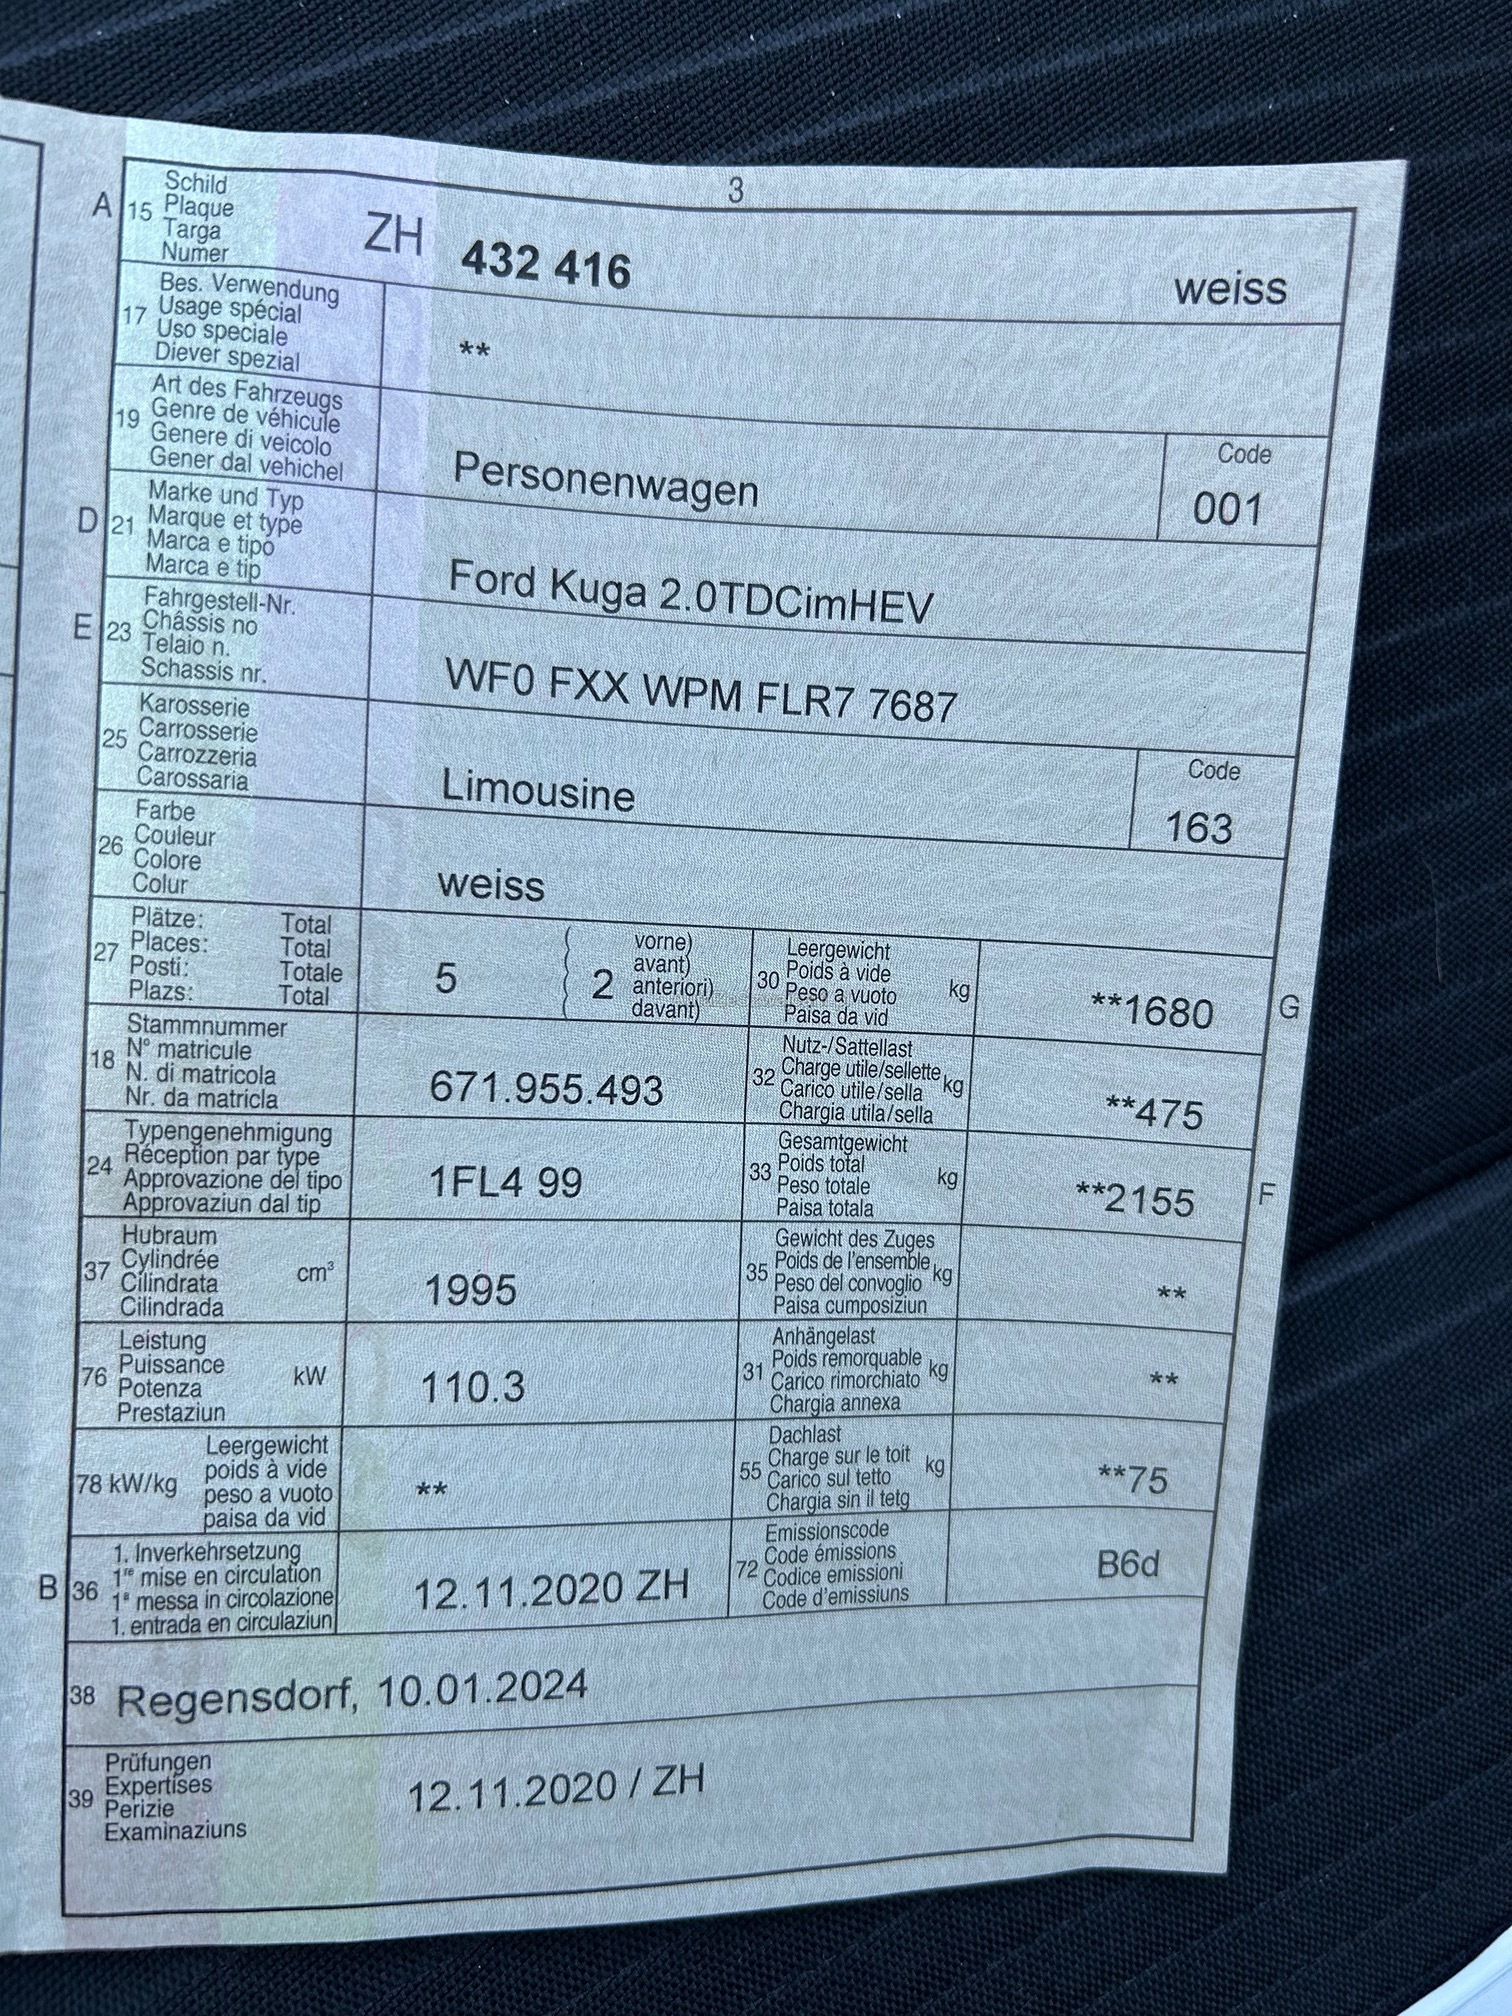 3
A 15 Schild
Plaque
Targa
Numer
ZH 432 416 weiss
17 Bes. Verwendung
Usage spécial
Uso speciale
Diever spezial
**
19 Art des Fahrzeugs
Genre de véhicule
Genere di veicolo
Gener dal vehichel
Personenwagen
Code
001
D 21 Marke und Typ
Marque et type
Marca e tipo
Marca e tip
Ford Kuga 2.0TDCimHEV
E 23 Fahrgestell-Nr.
Châssis no
Telaio n.
Schassis nr.
WF0 FXX WPM FLR7 7687
25 Karosserie
Carrosserie
Carrozzeria
Carossaria
Limousine
Code
163
26 Farbe
Couleur
Colore
Colur
weiss
27 Plätze: Total
Places: Total
Posti: Totale
Plazs: Total
5 ( 2 vorne)
avant)
anteriori)
davant)
30 Leergewicht
Poids à vide
Peso a vuoto
Paisa da vid
kg
**1680
G
18 Stammnummer
N° matricule
N. di matricola
Nr. da matricla
671.955.493
32 Nutz-/Sattellast
Charge utile/sellette
Carico utile/sella
Chargia utila/sella
kg
**475
24 Typengenehmigung
Réception par type
Approvazione del tipo
Approvaziun dal tip
1FL4 99
33 Gesamtgewicht
Poids total
Peso totale
Paisa totala
kg
**2155
F
37 Hubraum
Cylindrée
Cilindrata
Cilindrada
cm³
1995
35 Gewicht des Zuges
Poids de l'ensemble
Peso del convoglio
Paisa cumposiziun
kg
**
76 Leistung
Puissance
Potenza
Prestaziun
kW
110.3
31 Anhängelast
Poids remorquable
Carico rimorchiato
Chargia annexa
kg
**
78 kW/kg Leergewicht
poids à vide
peso a vuoto
paisa da vid
**
55 Dachlast
Charge sur le toit
Carico sul tetto
Chargia sin il tetg
kg
**75
B 36 1. Inverkehrsetzung
1re mise en circulation
1a messa in circolazione
1. entrada en circulaziun
12.11.2020 ZH
72 Emissionscode
Code émissions
Codice emissioni
Code d'emissiuns
B6d
38 Regensdorf, 10.01.2024
39 Prüfungen
Expertises
Perizie
Examinaziuns
12.11.2020 / ZH